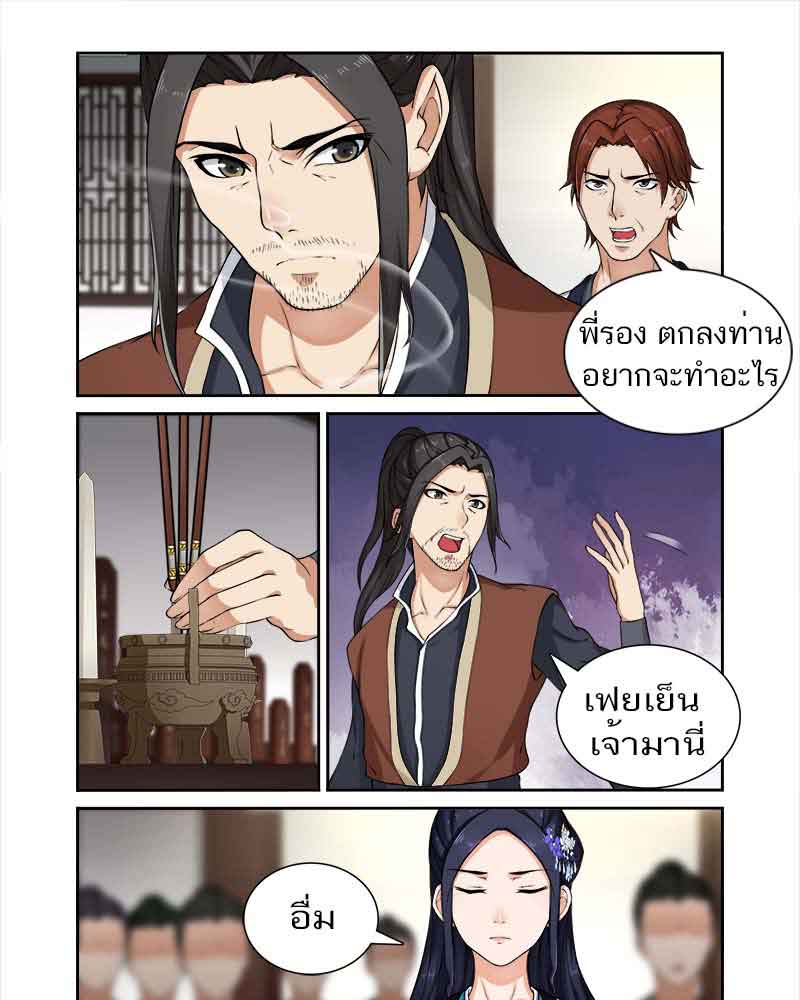 พี่รอง ตกลงท่าน
อยากจะทำอะไร
เฟยเย็น
เจ้ามานี่
อื่ม